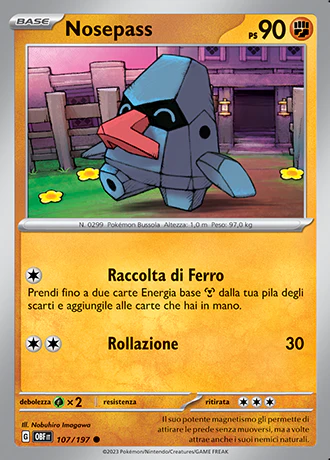 BASE Nosepass PS 90
N. 0299 Pokémon Bussola Altezza: 1,0 m Peso: 97,0 kg
Raccolta di Ferro
Prendi fino a due carte Energia base dalla tua pila degli
scarti e aggiungile alle carte che hai in mano.
Rollazione 30
debolezza ×2 resistenza ritirata
Ill. Nobuhiro Imagawa
G OBF IT 107/197
Il suo potente magnetismo gli permette di
attirare le prede senza muoversi, ma a volte
attrae anche i suoi nemici naturali.
©2023 Pokémon/Nintendo/Creatures/GAME FREAK